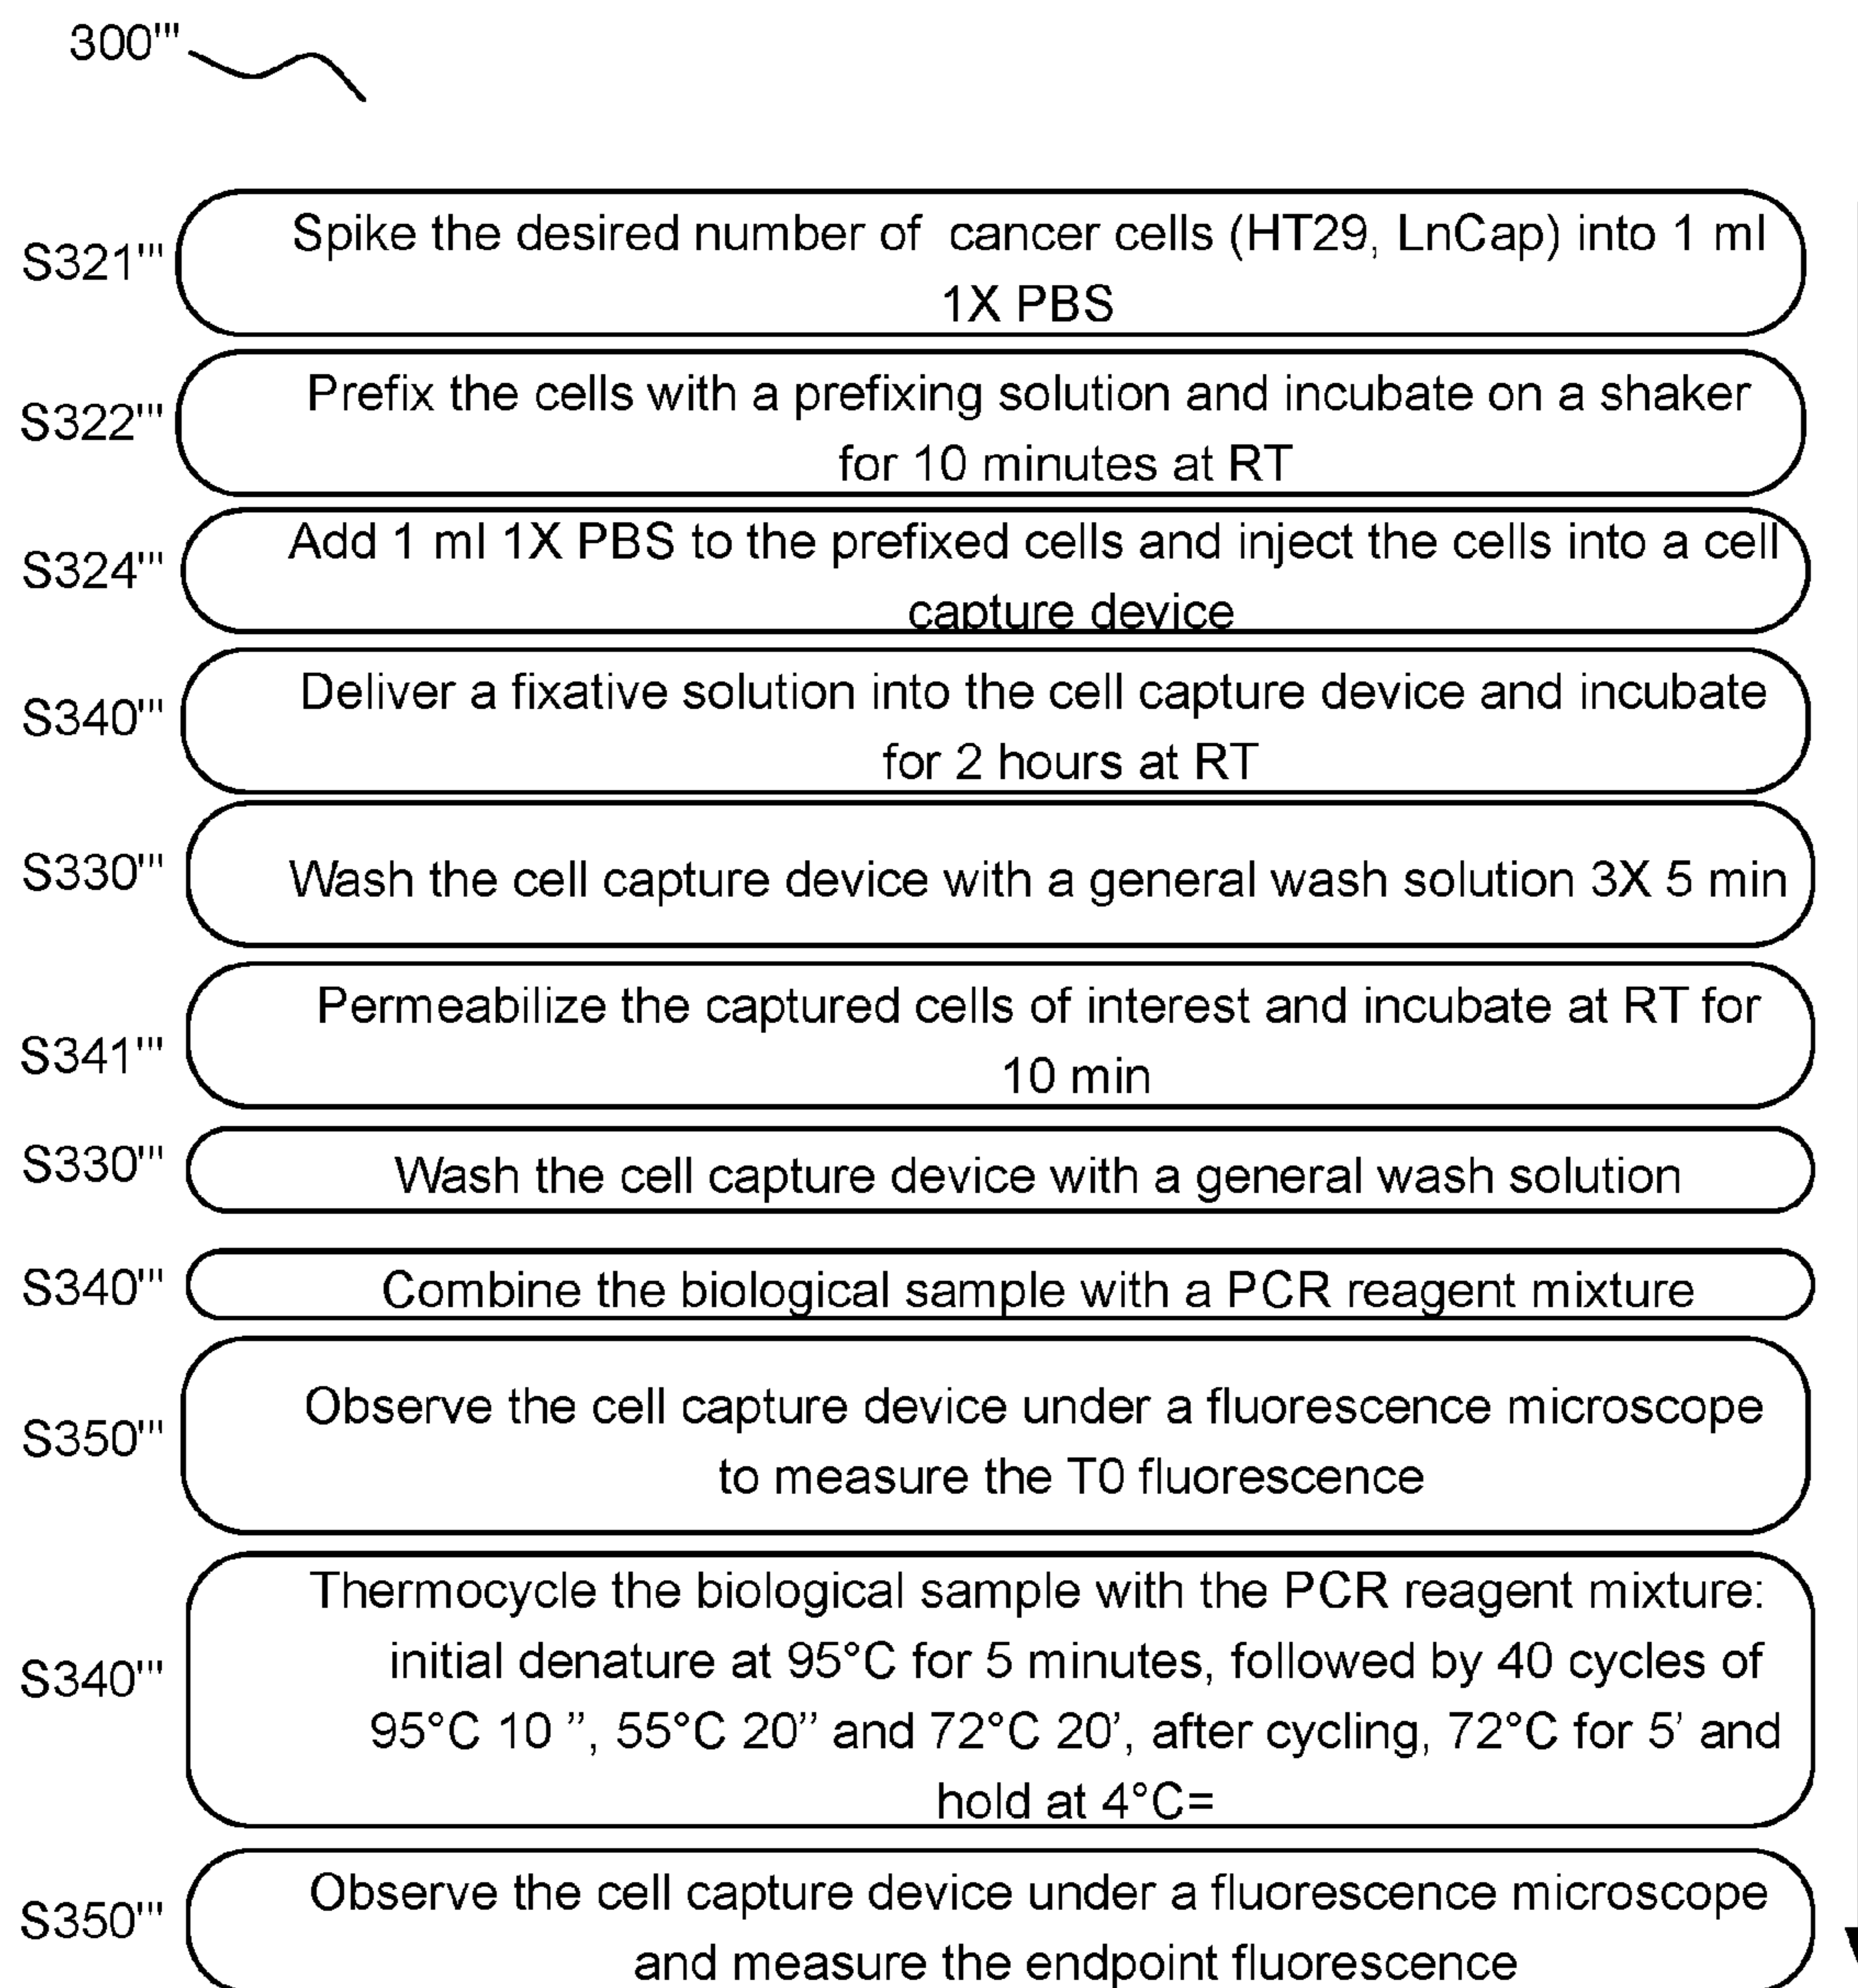 300'''
S321'''
Spike the desired number of cancer cells (HT29, LnCap) into 1 ml
1X PBS
S322'''
Prefix the cells with a prefixing solution and incubate on a shaker
for 10 minutes at RT
S324'''
Add 1 ml 1X PBS to the prefixed cells and inject the cells into a cell
capture device
S340'''
Deliver a fixative solution into the cell capture device and incubate
for 2 hours at RT
S330'''
Wash the cell capture device with a general wash solution 3X 5 min
S341'''
Permeabilize the captured cells of interest and incubate at RT for
10 min
S330'''
Wash the cell capture device with a general wash solution
S340'''
Combine the biological sample with a PCR reagent mixture
S350'''
Observe the cell capture device under a fluorescence microscope
to measure the T0 fluorescence
S340'''
Thermocycle the biological sample with the PCR reagent mixture:
initial denature at 95°C for 5 minutes, followed by 40 cycles of
95°C 10 ”, 55°C 20” and 72°C 20’, after cycling, 72°C for 5’ and
hold at 4°C=
S350'''
Observe the cell capture device under a fluorescence microscope
and measure the endpoint fluorescence